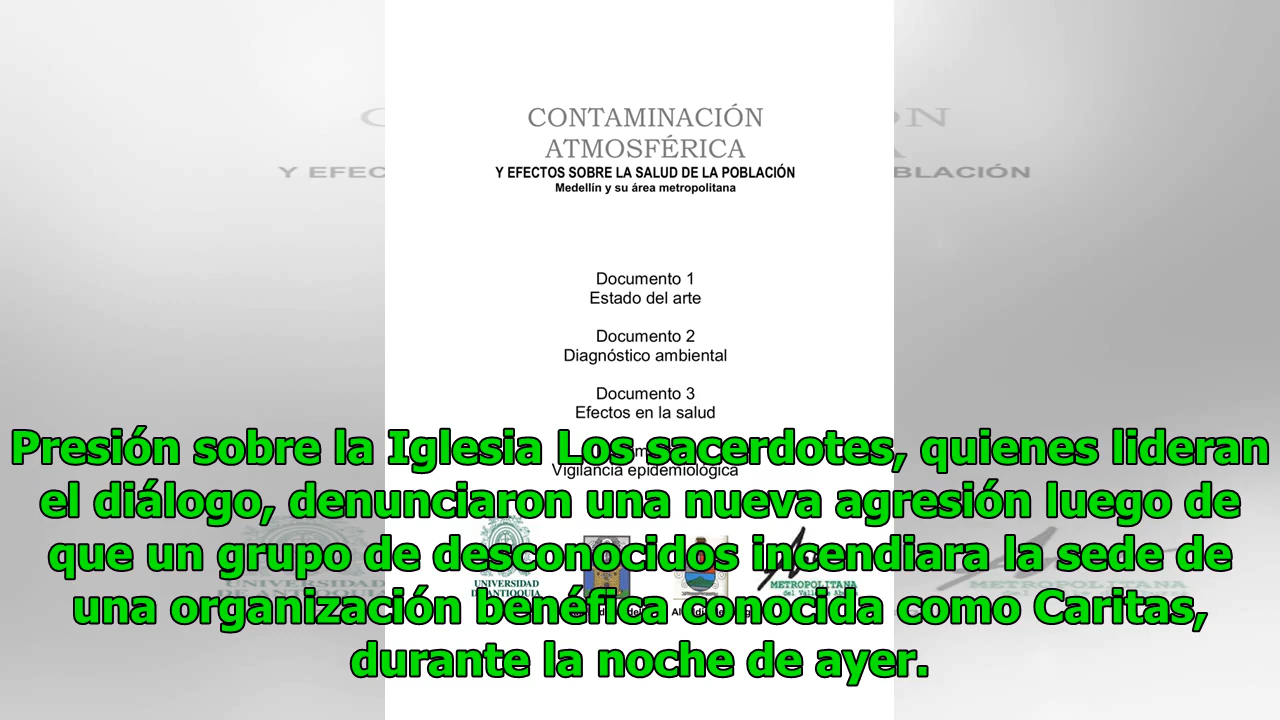 CONTAMINACIÓN
ATMOSFÉRICA
Y EFECTOS SOBRE LA SALUD DE LA POBLACIÓN
Medellín y su área metropolitana
Documento 1
Estado del arte
Documento 2
Diagnóstico ambiental
Documento 3
Efectos en la salud
Vigilancia epidemiológica
Presión sobre la Iglesia Los sacerdotes, quienes lideran
el diálogo, denunciaron una nueva agresión luego de
que un grupo de desconocidos incendiara la sede de
una organización benéfica conocida como Caritas,
durante la noche de ayer.
UNIVERSIDAD
DE ANTIOQUIA
METROPOLITANA